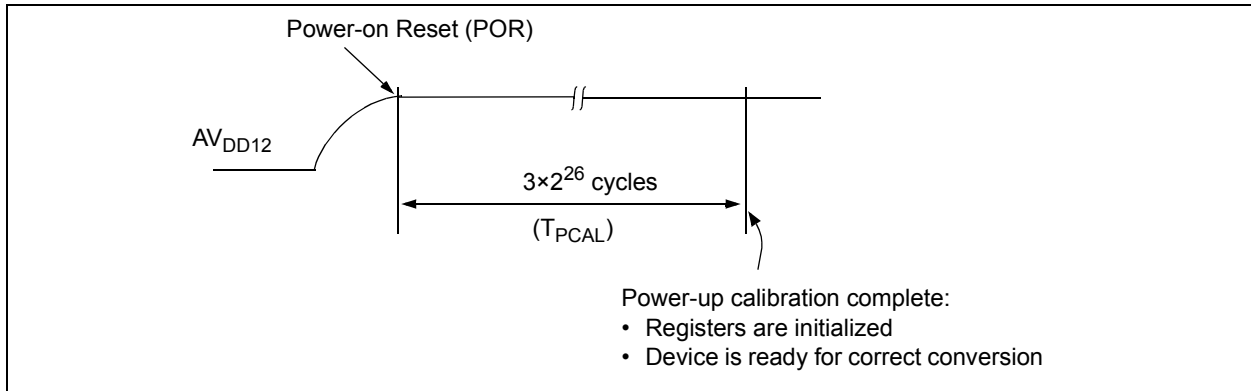 Power-on Reset (POR)
AVDD12
3×2^26 cycles
(TPCAL)
Power-up calibration complete:
• Registers are initialized
• Device is ready for correct conversion